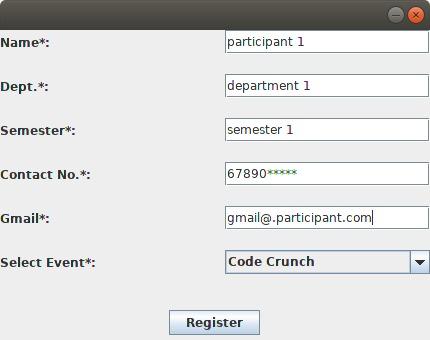 Name*: participant 1
Dept.*: department 1
Semester*: semester 1
Contact No.*: 67890*****
Gmail*: gmail@.participant.com
Select Event*: Code Crunch
Register